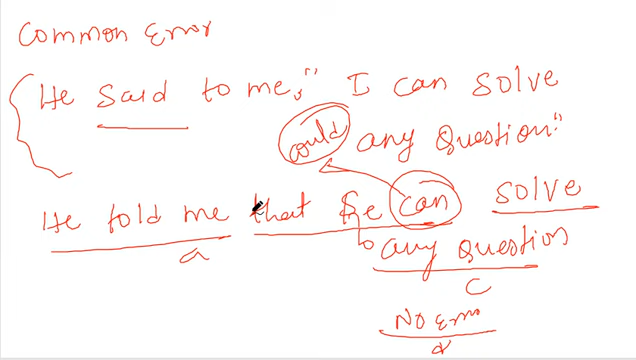 Common Error
He said to me, " I can solve
any question."
could
He told me that he can solve
a
any question
c
No Error
d